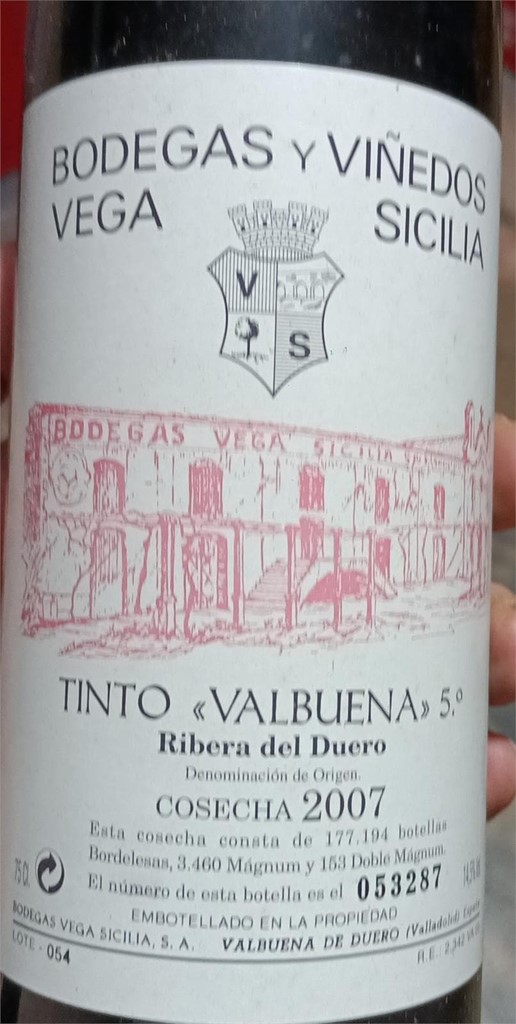 BODEGAS Y VIÑEDOS
VEGA SICILIA
V
S
BODEGAS VEGA SICILIA
TINTO «VALBUENA» 5.º
Ribera del Duero
Denominación de Origen.
COSECHA 2007
Esta cosecha consta de 177.194 botellas
Bordelesas, 3.460 Mágnum y 153 Doble Mágnum.
El número de esta botella es el 053287
EMBOTELLADO EN LA PROPIEDAD
BODEGAS VEGA SICILIA, S. A. VALBUENA DE DUERO (Valladolid)
LOTE - 054 R.E.: